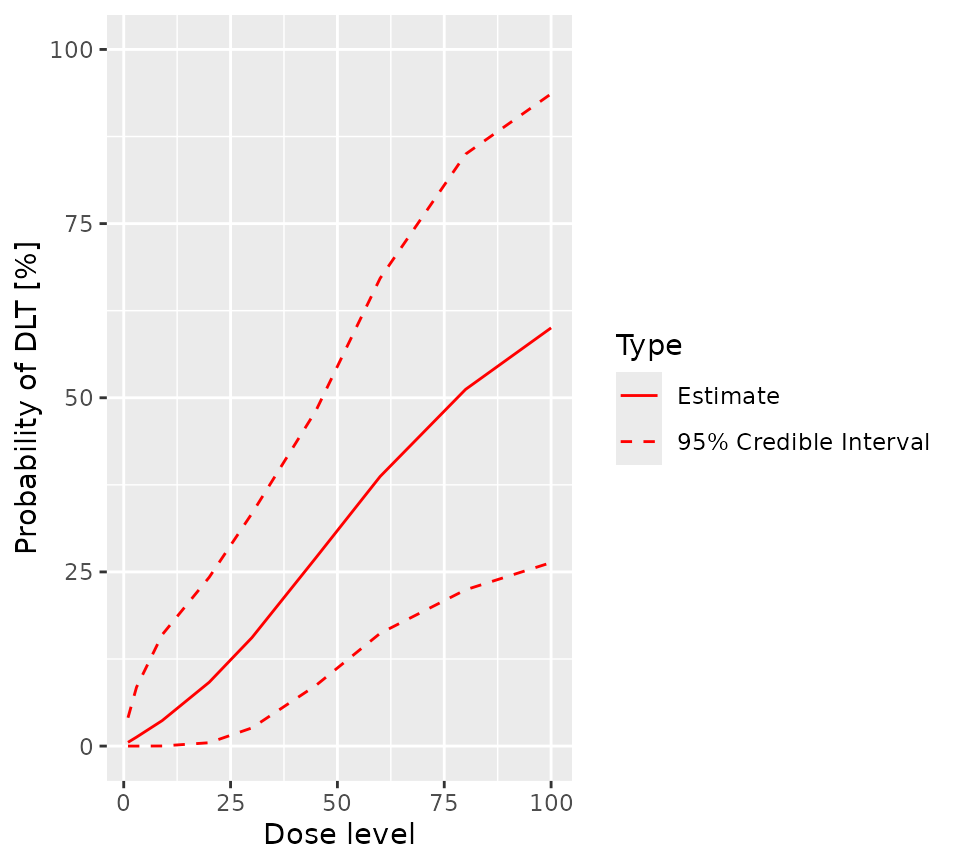 Probability of DLT [%]
100
75
50
25
0
0 25 50 75 100
Dose level
Type
Estimate
95% Credible Interval